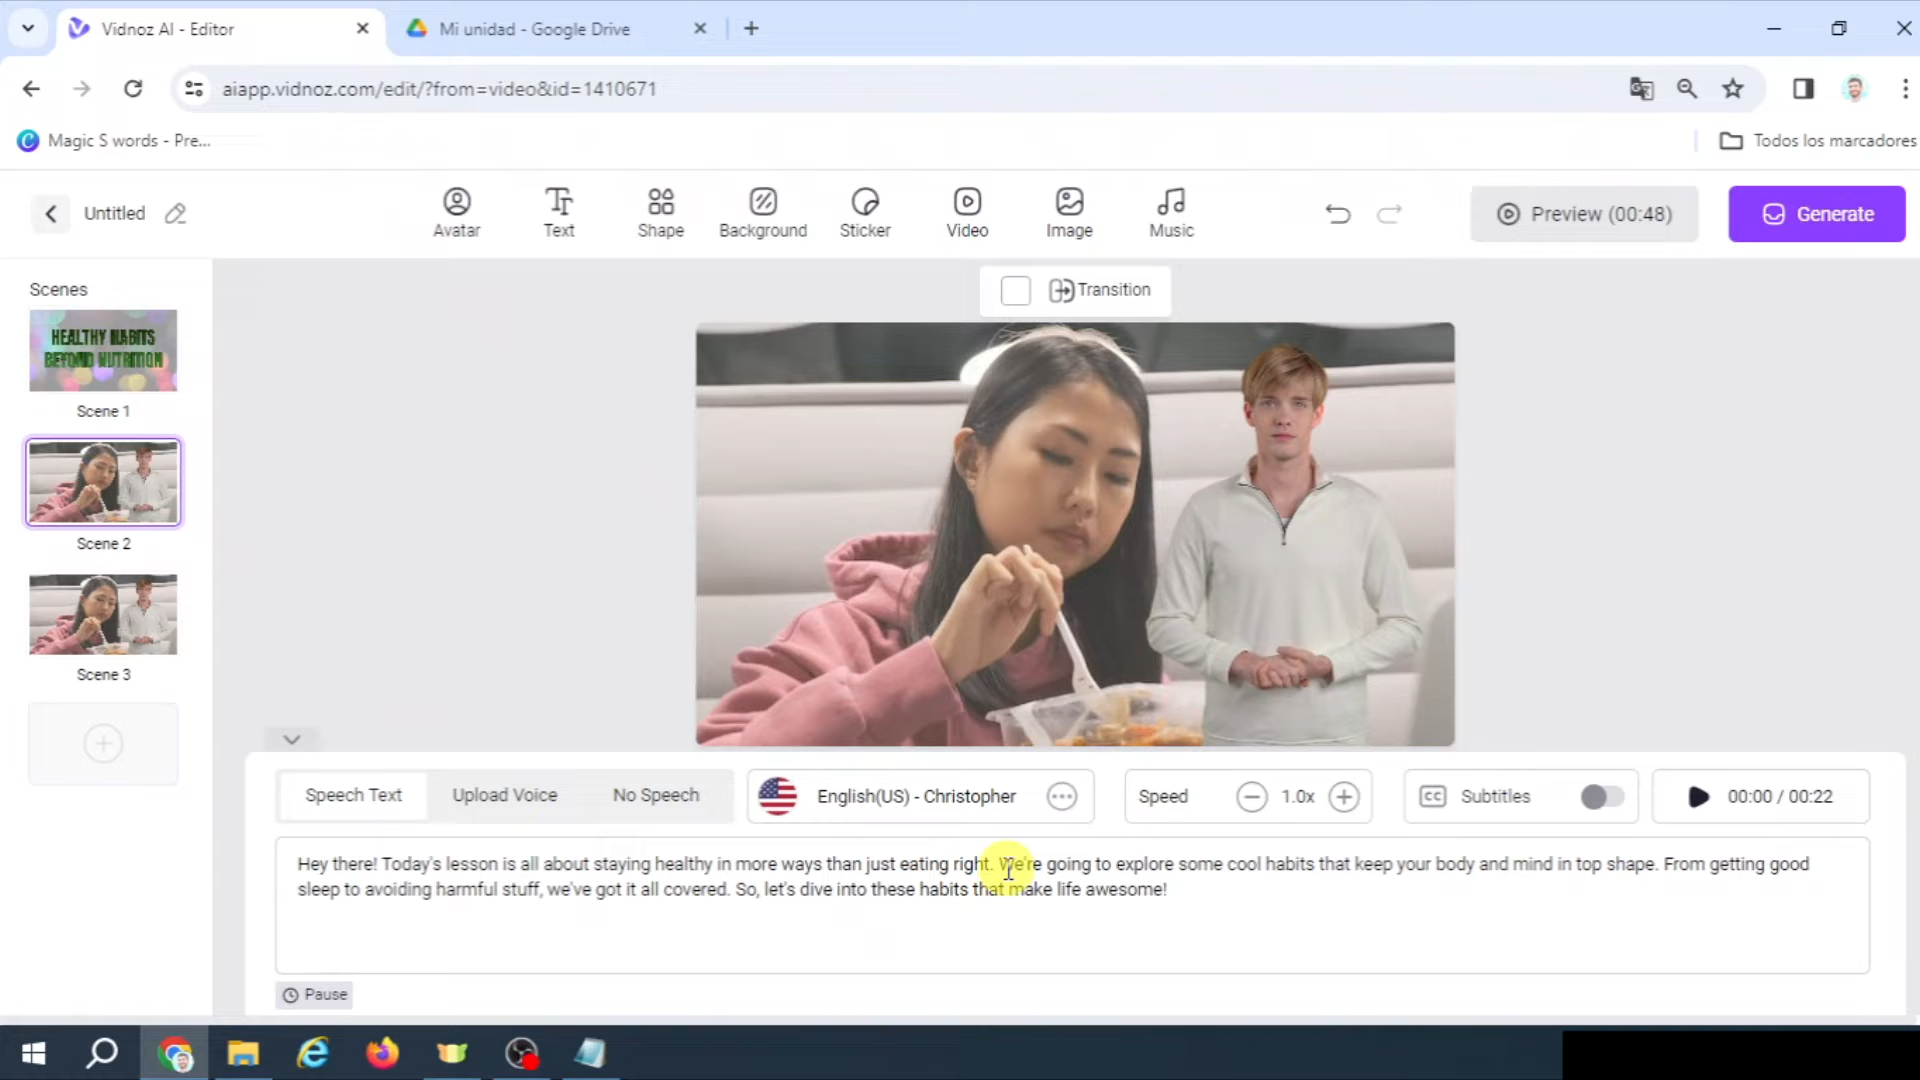 Vidnoz AI - Editor
Mi unidad - Google Drive
aiapp.vidnoz.com/edit/?from=video&id=1410671
Magic S words - Pre...
Todos los marcadores
Untitled
Avatar
Text
Shape
Background
Sticker
Video
Image
Music
Preview (00:48)
Generate
Scenes
Transition
HEALTHY HABITS
BEYOND NUTRITION
Scene 1
Scene 2
Scene 3
Speech Text
Upload Voice
No Speech
English(US) - Christopher
Speed
1.0x
CC
Subtitles
00:00 / 00:22
Hey there! Today's lesson is all about staying healthy in more ways than just eating right. We're going to explore some cool habits that keep your body and mind in top shape. From getting good
sleep to avoiding harmful stuff, we've got it all covered. So, let's dive into these habits that make life awesome!
Pause